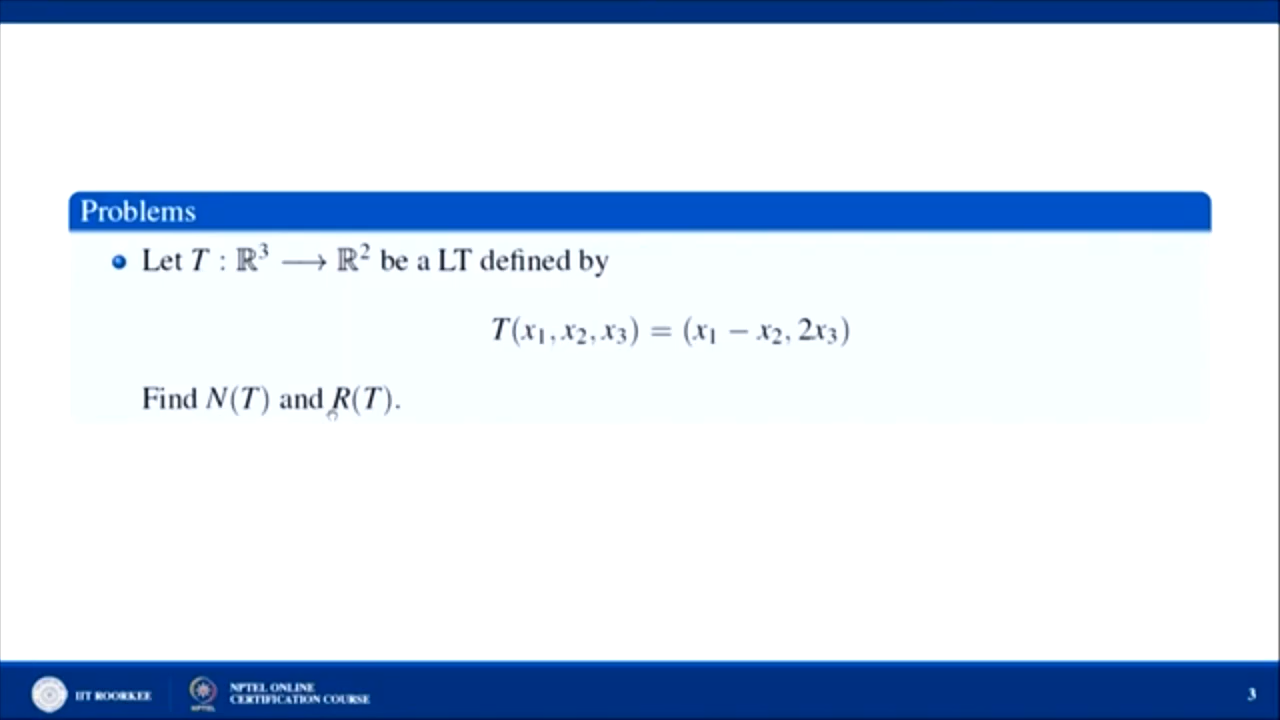 Problems
Let T : ℝ³ ⟶ ℝ² be a LT defined by
T(x₁, x₂, x₃) = (x₁ − x₂, 2x₃)
Find N(T) and R(T).
IIT ROORKEE
NPTEL
NPTEL ONLINE
CERTIFICATION COURSE
3